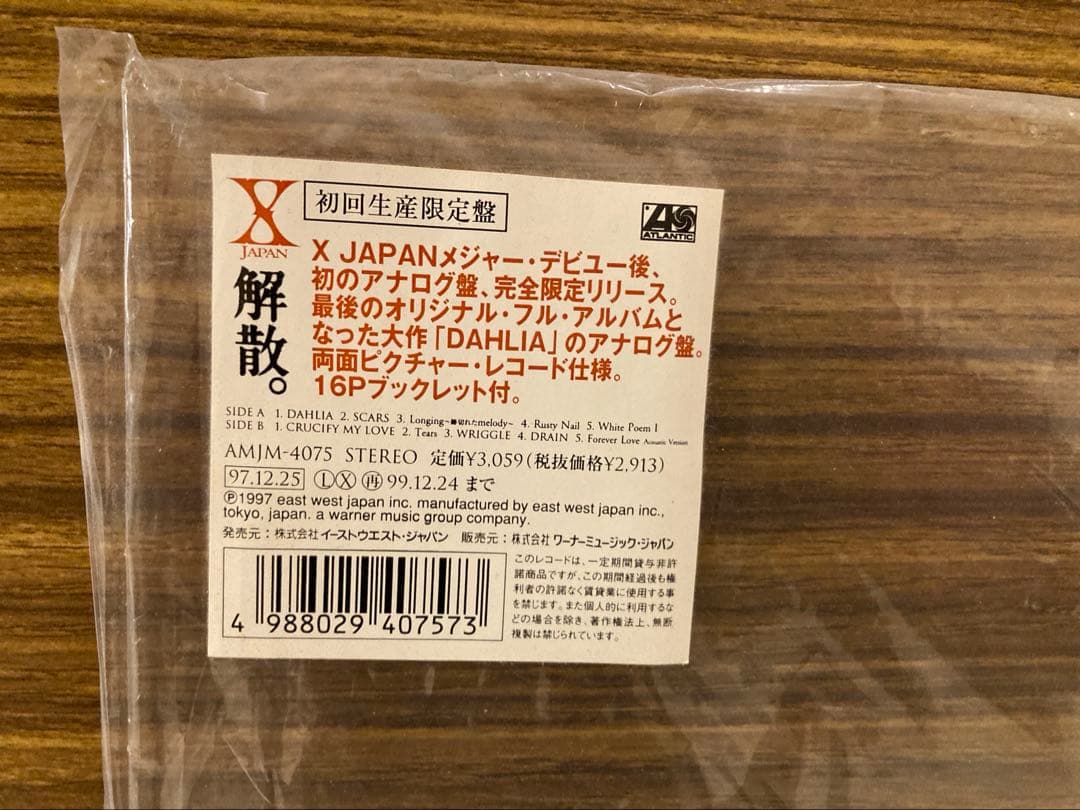 X
JAPAN
初回生産限定盤
ATLANTIC
解散。
X JAPANメジャー・デビュー後、
初のアナログ盤、完全限定リリース。
最後のオリジナル・フル・アルバムと
なった大作「DAHLIA」のアナログ盤。
両面ピクチャー・レコード仕様。
16Pブックレット付。
SIDE A 1. DAHLIA 2. SCARS 3. Longing〜切れたmelody〜 4. Rusty Nail 5. White Poem I
SIDE B 1. CRUCIFY MY LOVE 2. Tears 3. WRIGGLE 4. DRAIN 5. Forever Love Acoustic Version
AMJM-4075 STEREO 定価¥3,059(税抜価格¥2,913)
97.12.25 Ⓛ Ⓧ ㊐ 99.12.24 まで
℗1997 east west japan inc. manufactured by east west japan inc.,
tokyo, japan. a warner music group company.
発売元：株式会社イーストウエスト・ジャパン 販売元：株式会社ワーナーミュージック・ジャパン
このレコードは、一定期間貸与非許
諾商品ですが、この期間経過後も権
利者の許諾なく賃貸業に使用する事
を禁じます。また個人的に利用するな
どの場合を除き、著作権法上、無断
複製は禁じられています。
4 988029 407573